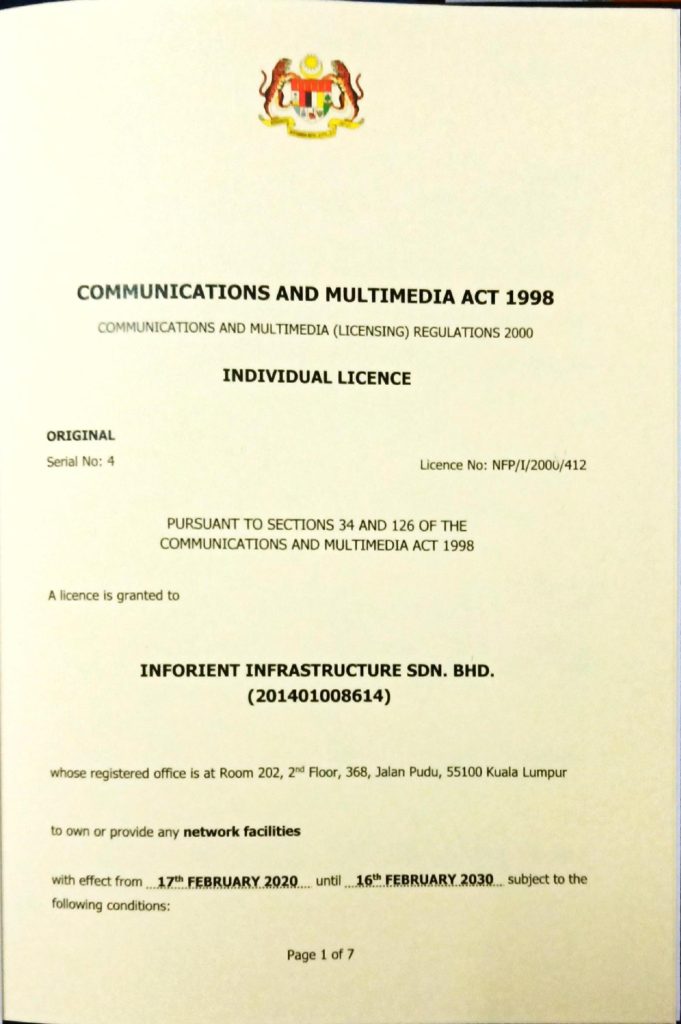 COMMUNICATIONS AND MULTIMEDIA ACT 1998
COMMUNICATIONS AND MULTIMEDIA (LICENSING) REGULATIONS 2000
INDIVIDUAL LICENCE
ORIGINAL
Serial No: 4
Licence No: NFP/I/2000/412
PURSUANT TO SECTIONS 34 AND 126 OF THE
COMMUNICATIONS AND MULTIMEDIA ACT 1998
A licence is granted to
INFORIENT INFRASTRUCTURE SDN. BHD.
(201401008614)
whose registered office is at Room 202, 2nd Floor, 368, Jalan Pudu, 55100 Kuala Lumpur
to own or provide any network facilities
with effect from 17th FEBRUARY 2020 until 16th FEBRUARY 2030 subject to the
following conditions:
Page 1 of 7